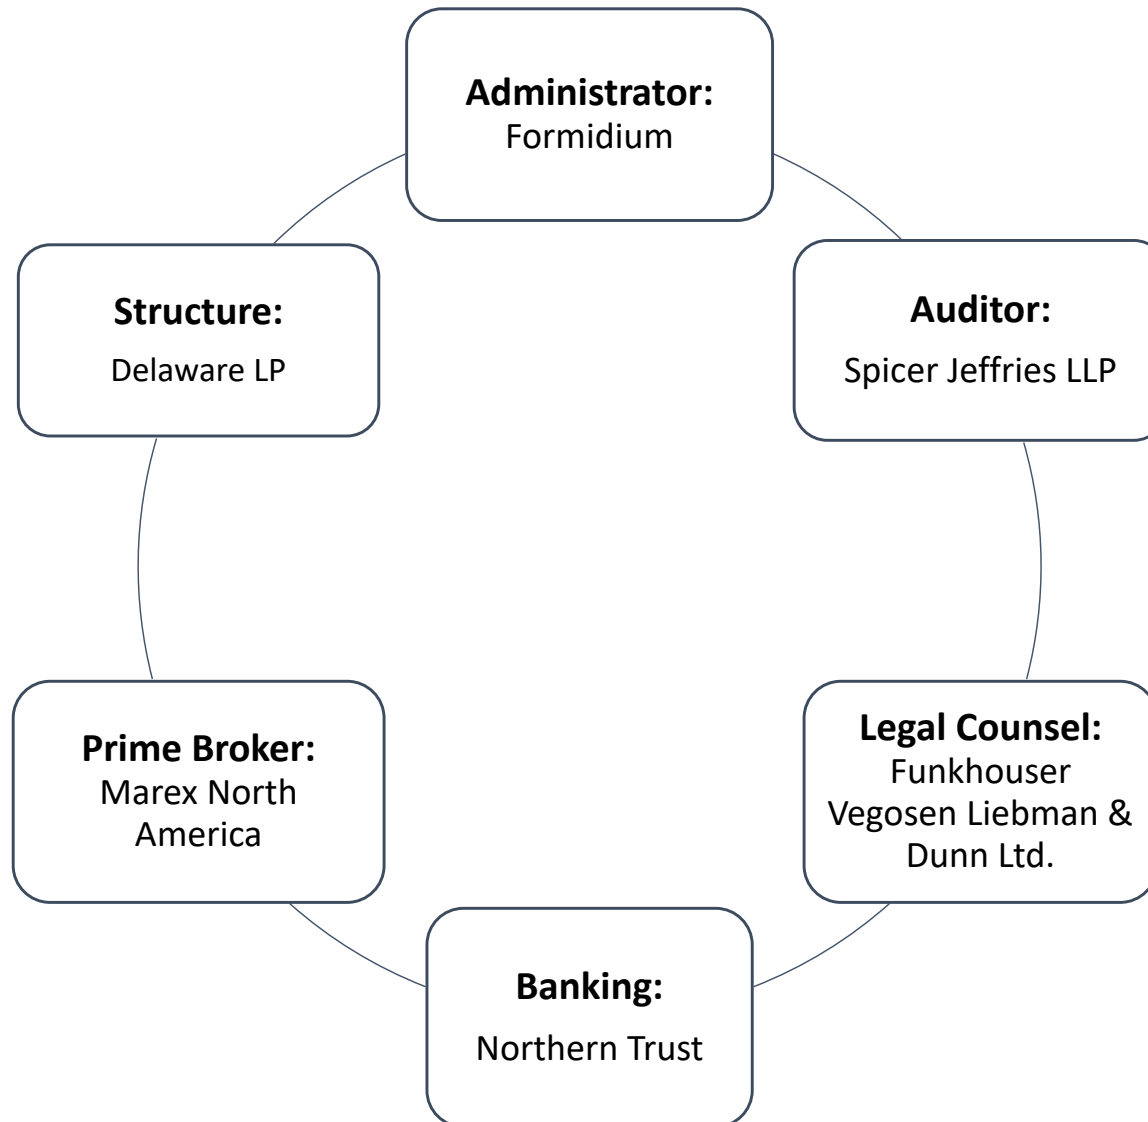 Administrator:
Formidium
Structure:
Delaware LP
Auditor:
Spicer Jeffries LLP
Prime Broker:
Marex North
America
Legal Counsel:
Funkhouser
Vegosen Liebman &
Dunn Ltd.
Banking:
Northern Trust